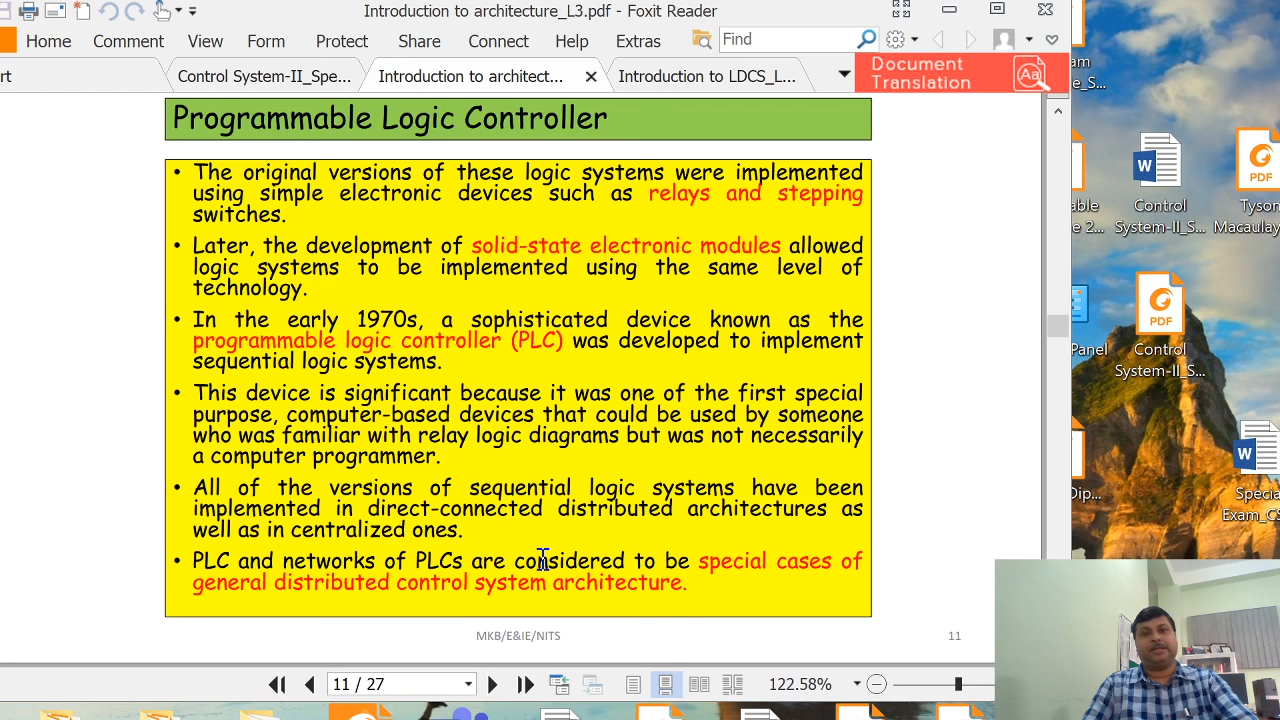 Introduction to architecture_L3.pdf - Foxit Reader
Home Comment View Form Protect Share Connect Help Extras Find
rt Control System-II_Spe... Introduction to architect... Introduction to LDCS_L...
Document
Translation
Programmable Logic Controller
• The original versions of these logic systems were implemented
using simple electronic devices such as relays and stepping
switches.
• Later, the development of solid-state electronic modules allowed
logic systems to be implemented using the same level of
technology.
• In the early 1970s, a sophisticated device known as the
programmable logic controller (PLC) was developed to implement
sequential logic systems.
• This device is significant because it was one of the first special
purpose, computer-based devices that could be used by someone
who was familiar with relay logic diagrams but was not necessarily
a computer programmer.
• All of the versions of sequential logic systems have been
implemented in direct-connected distributed architectures as
well as in centralized ones.
• PLC and networks of PLCs are considered to be special cases of
general distributed control system architecture.
MKB/E&IE/NITS 11
11 / 27 122.58%
am
e_S...
W
PDF
able
e 2...
Control
System-II_S...
Tyson
Macaulay
PDF
Panel
Control
System-II_S...
W
Dip...
Specia
Exam_CS